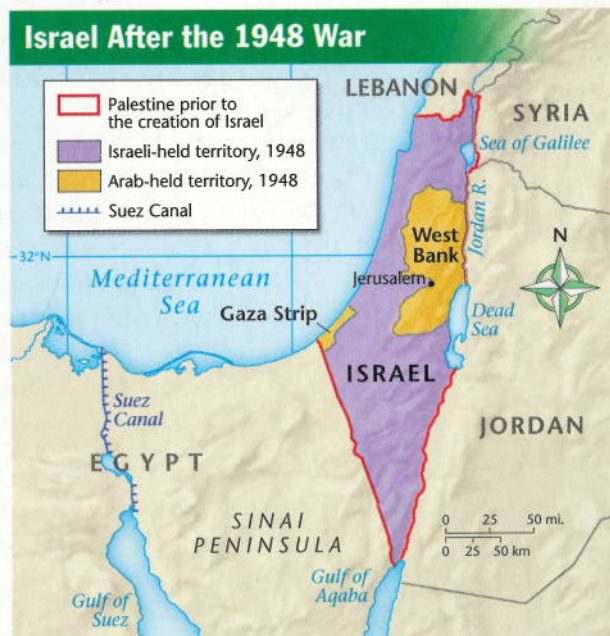 Israel After the 1948 War
Palestine prior to
the creation of Israel
Israeli-held territory, 1948
Arab-held territory, 1948
Suez Canal
LEBANON
SYRIA
Sea of Galilee
Jordan R.
32°N
West
Bank
N
Mediterranean
Sea
Jerusalem
Gaza Strip
Dead
Sea
ISRAEL
Suez
Canal
JORDAN
EGYPT
SINAI
PENINSULA
0 25 50 mi.
0 25 50 km
Gulf of
Aqaba
Gulf of
Suez